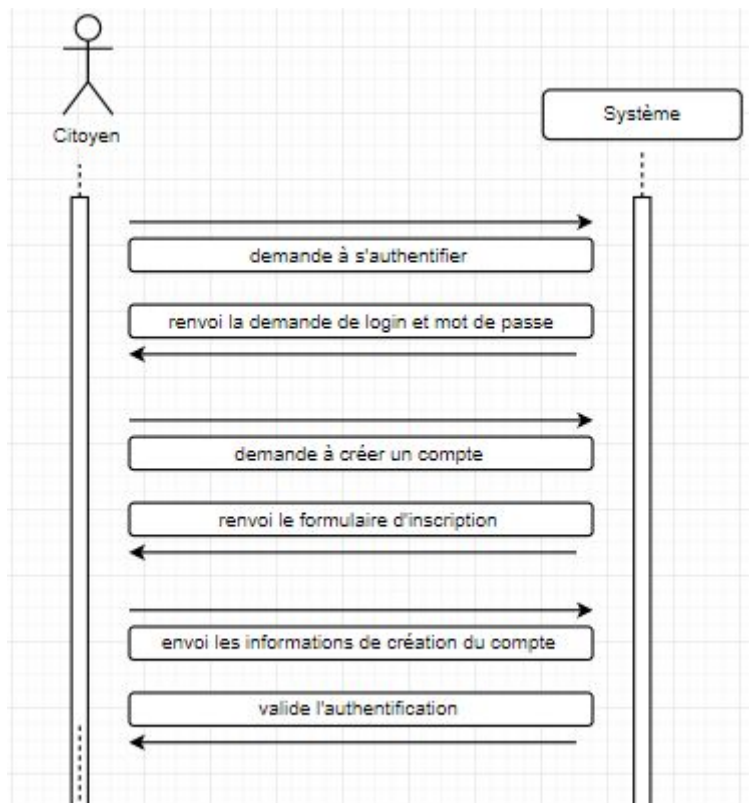 Citoyen
Système
demande à s'authentifier
renvoi la demande de login et mot de passe
demande à créer un compte
renvoi le formulaire d'inscription
envoi les informations de création du compte
valide l'authentification